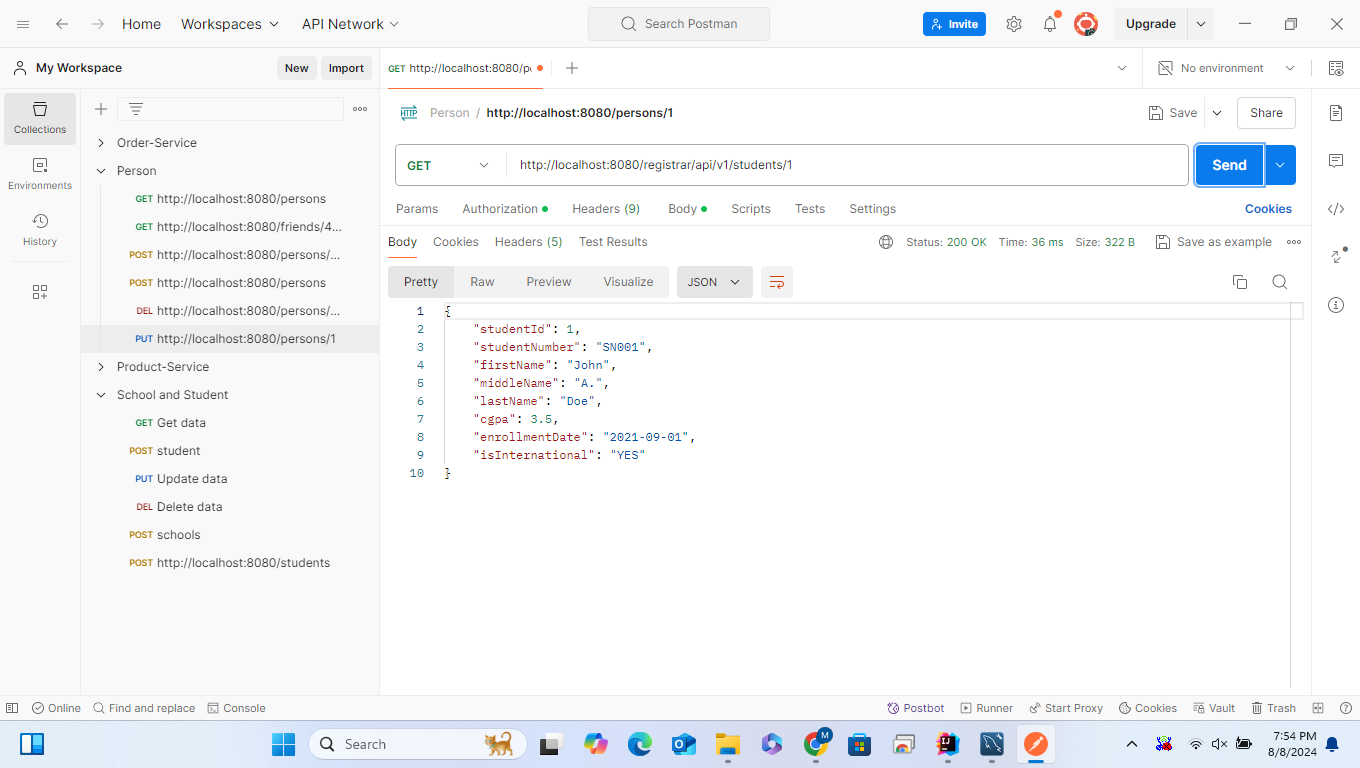 Home Workspaces API Network Search Postman Invite Upgrade
My Workspace New Import GET http://localhost:8080/p No environment
Collections
Environments
History
Order-Service
Person
GET http://localhost:8080/persons
GET http://localhost:8080/friends/4...
POST http://localhost:8080/persons/...
POST http://localhost:8080/persons
DEL http://localhost:8080/persons/...
PUT http://localhost:8080/persons/1
Product-Service
School and Student
GET Get data
POST student
PUT Update data
DEL Delete data
POST schools
POST http://localhost:8080/students
HTTP Person / http://localhost:8080/persons/1 Save Share
GET http://localhost:8080/registrar/api/v1/students/1 Send
Params Authorization Headers (9) Body Scripts Tests Settings Cookies
Body Cookies Headers (5) Test Results Status: 200 OK Time: 36 ms Size: 322 B Save as example
Pretty Raw Preview Visualize JSON
1 {
2 "studentId": 1,
3 "studentNumber": "SN001",
4 "firstName": "John",
5 "middleName": "A.",
6 "lastName": "Doe",
7 "cgpa": 3.5,
8 "enrollmentDate": "2021-09-01",
9 "isInternational": "YES"
10 }
Online Find and replace Console Postbot Runner Start Proxy Cookies Vault Trash
Search M IJ 7:54 PM
8/8/2024